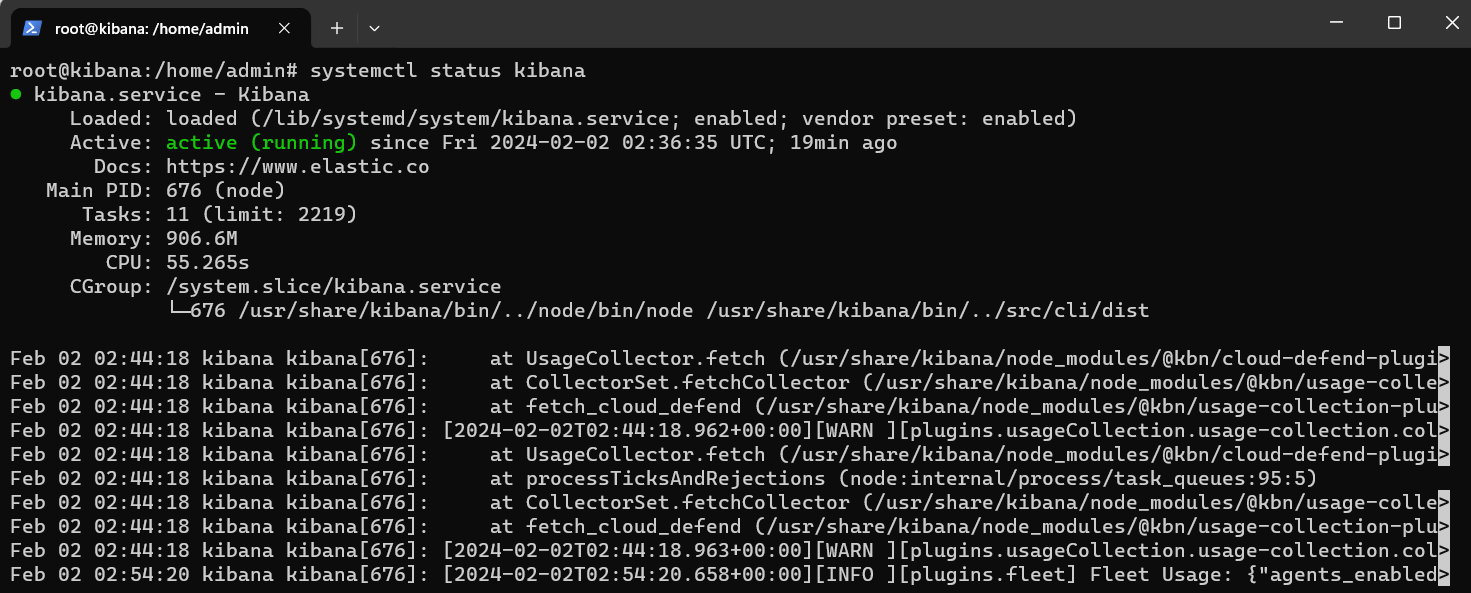 root@kibana: /home/admin
root@kibana:/home/admin# systemctl status kibana
● kibana.service - Kibana
     Loaded: loaded (/lib/systemd/system/kibana.service; enabled; vendor preset: enabled)
     Active: active (running) since Fri 2024-02-02 02:36:35 UTC; 19min ago
       Docs: https://www.elastic.co
   Main PID: 676 (node)
      Tasks: 11 (limit: 2219)
     Memory: 906.6M
        CPU: 55.265s
     CGroup: /system.slice/kibana.service
             └─676 /usr/share/kibana/bin/../node/bin/node /usr/share/kibana/bin/../src/cli/dist
Feb 02 02:44:18 kibana kibana[676]:     at UsageCollector.fetch (/usr/share/kibana/node_modules/@kbn/cloud-defend-plugi>
Feb 02 02:44:18 kibana kibana[676]:     at CollectorSet.fetchCollector (/usr/share/kibana/node_modules/@kbn/usage-colle>
Feb 02 02:44:18 kibana kibana[676]:     at fetch_cloud_defend (/usr/share/kibana/node_modules/@kbn/usage-collection-plu>
Feb 02 02:44:18 kibana kibana[676]: [2024-02-02T02:44:18.962+00:00][WARN ][plugins.usageCollection.usage-collection.col>
Feb 02 02:44:18 kibana kibana[676]:     at UsageCollector.fetch (/usr/share/kibana/node_modules/@kbn/cloud-defend-plugi>
Feb 02 02:44:18 kibana kibana[676]:     at processTicksAndRejections (node:internal/process/task_queues:95:5)
Feb 02 02:44:18 kibana kibana[676]:     at CollectorSet.fetchCollector (/usr/share/kibana/node_modules/@kbn/usage-colle>
Feb 02 02:44:18 kibana kibana[676]:     at fetch_cloud_defend (/usr/share/kibana/node_modules/@kbn/usage-collection-plu>
Feb 02 02:44:18 kibana kibana[676]: [2024-02-02T02:44:18.963+00:00][WARN ][plugins.usageCollection.usage-collection.col>
Feb 02 02:54:20 kibana kibana[676]: [2024-02-02T02:54:20.658+00:00][INFO ][plugins.fleet] Fleet Usage: {"agents_enabled>